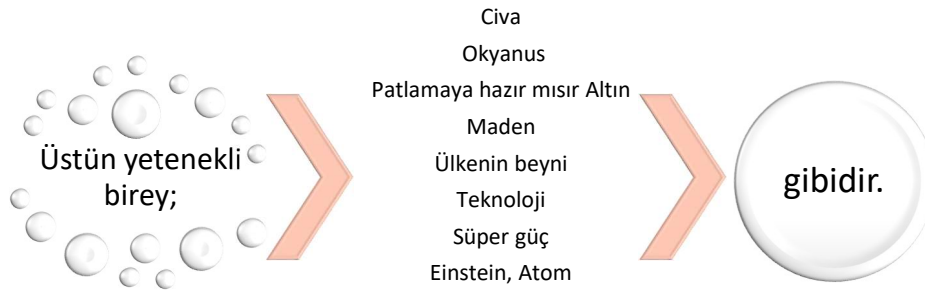 Üstün yetenekli
birey;
Civa
Okyanus
Patlamaya hazır mısır Altın
Maden
Ülkenin beyni
Teknoloji
Süper güç
Einstein, Atom
gibidir.